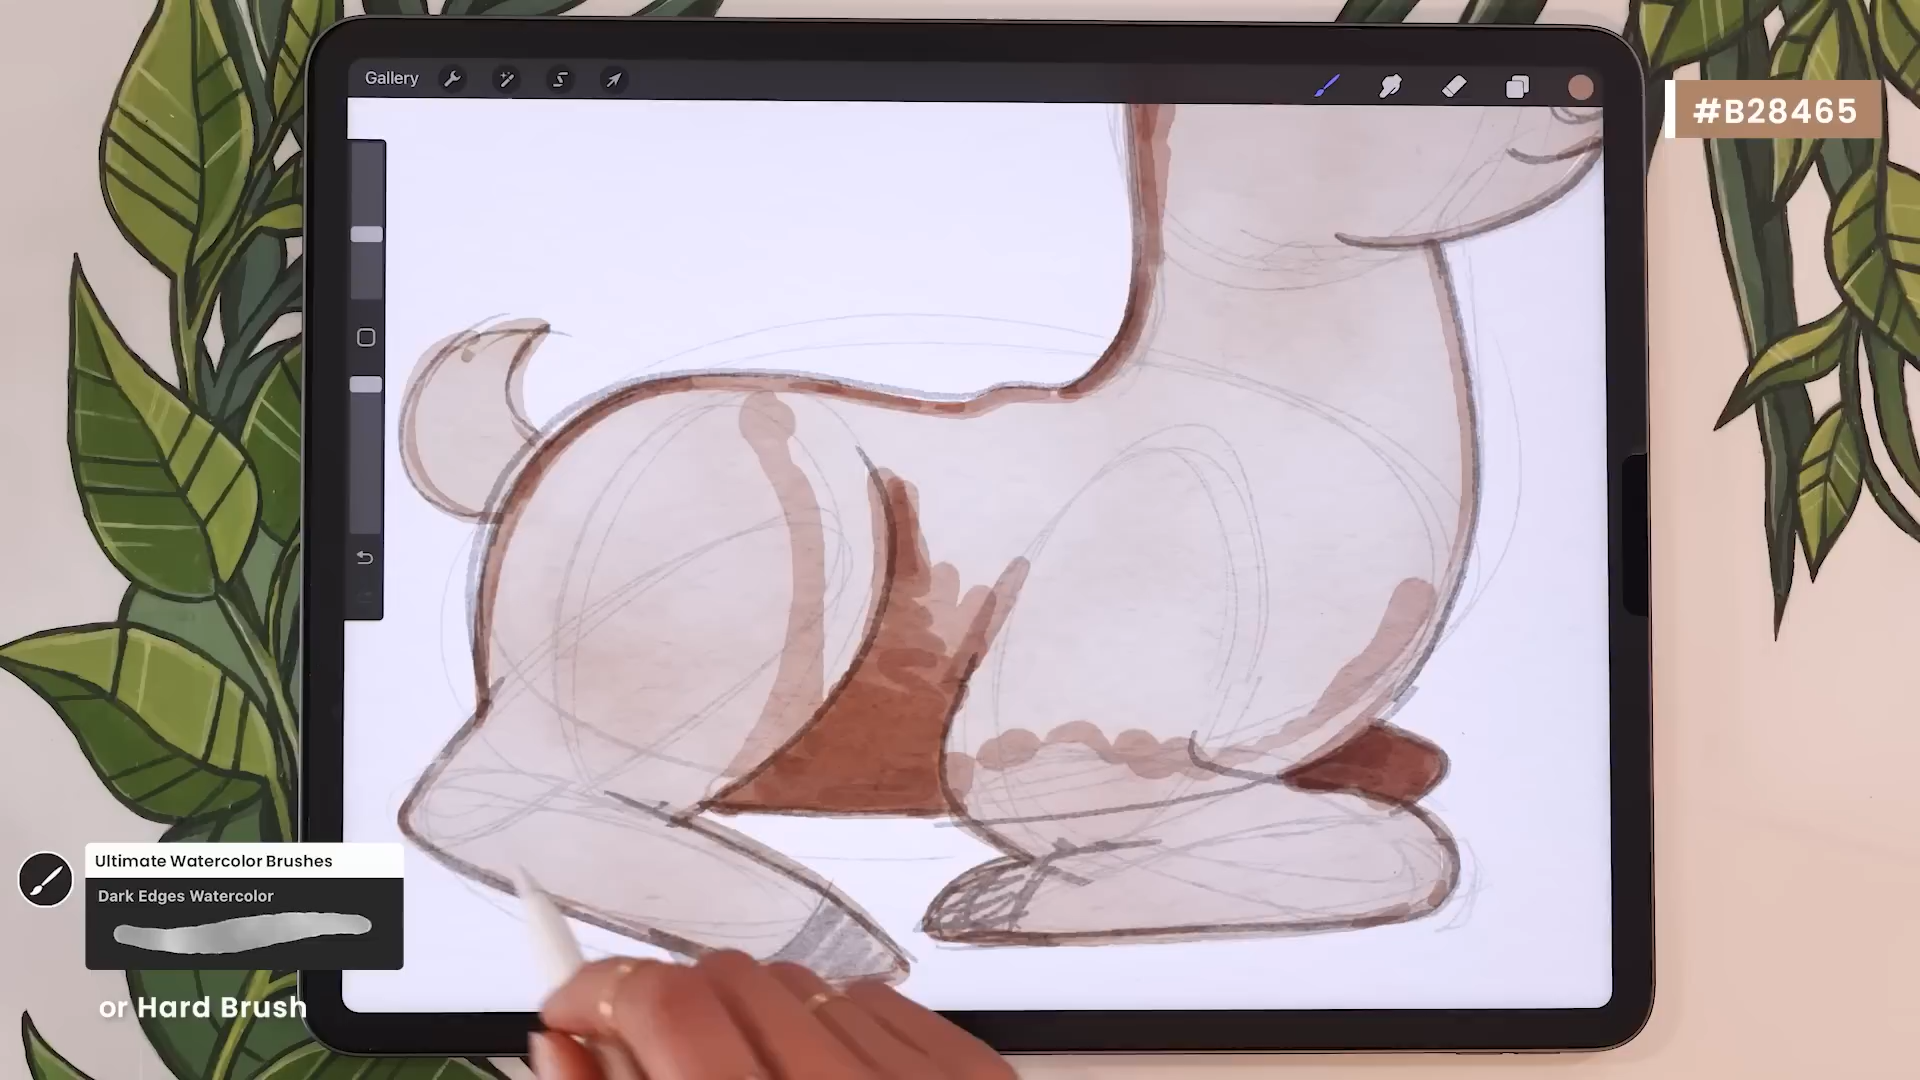 Gallery
#B28465
Ultimate Watercolor Brushes
Dark Edges Watercolor
or Hard Brush